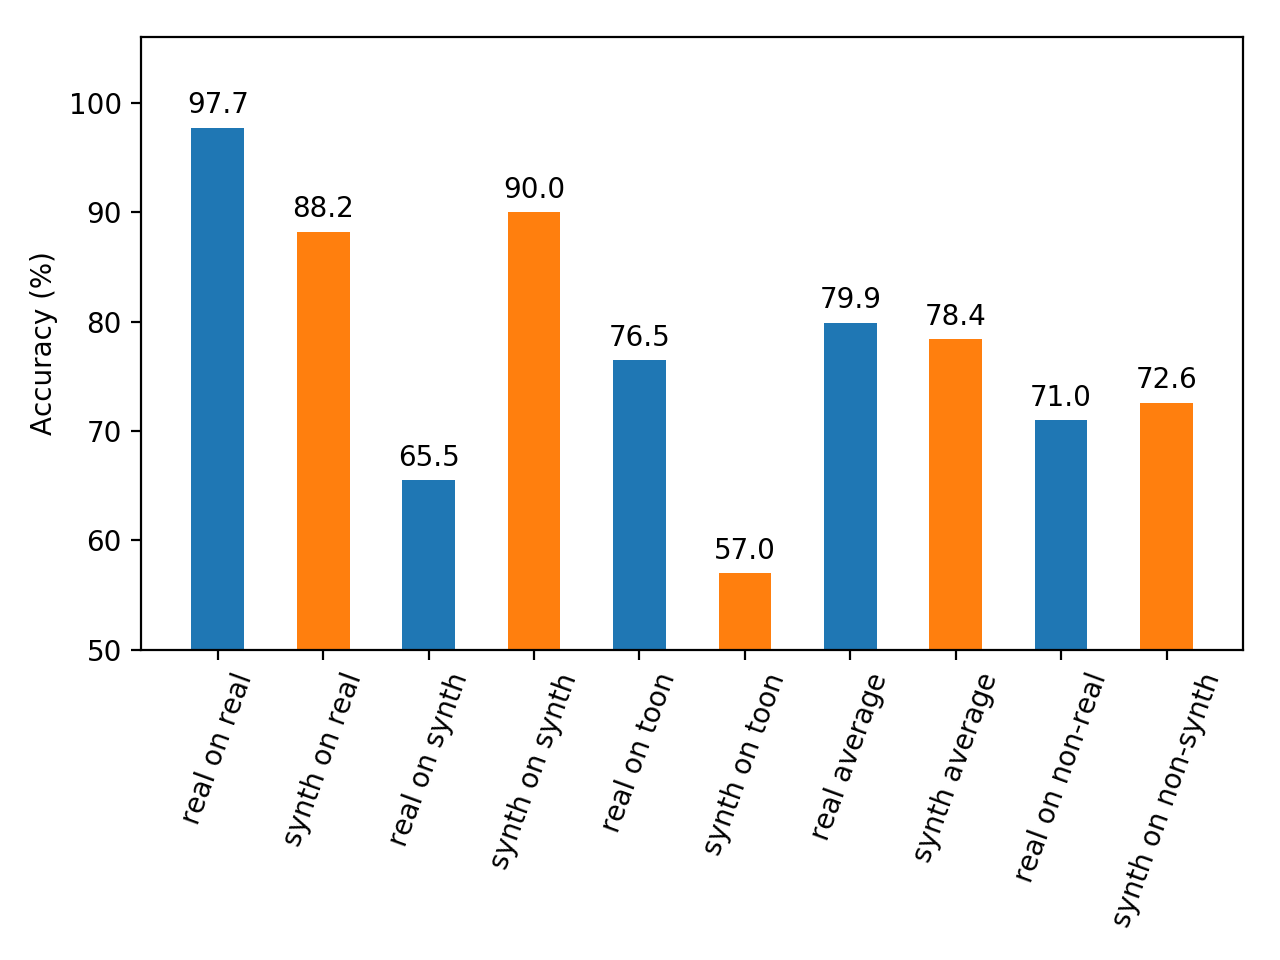 Accuracy (%)
100
90
80
70
60
50
97.7
88.2
65.5
90.0
76.5
57.0
79.9
78.4
71.0
72.6
real on real
synth on real
real on synth
synth on synth
real on toon
synth on toon
real average
synth average
real on non-real
synth on non-synth